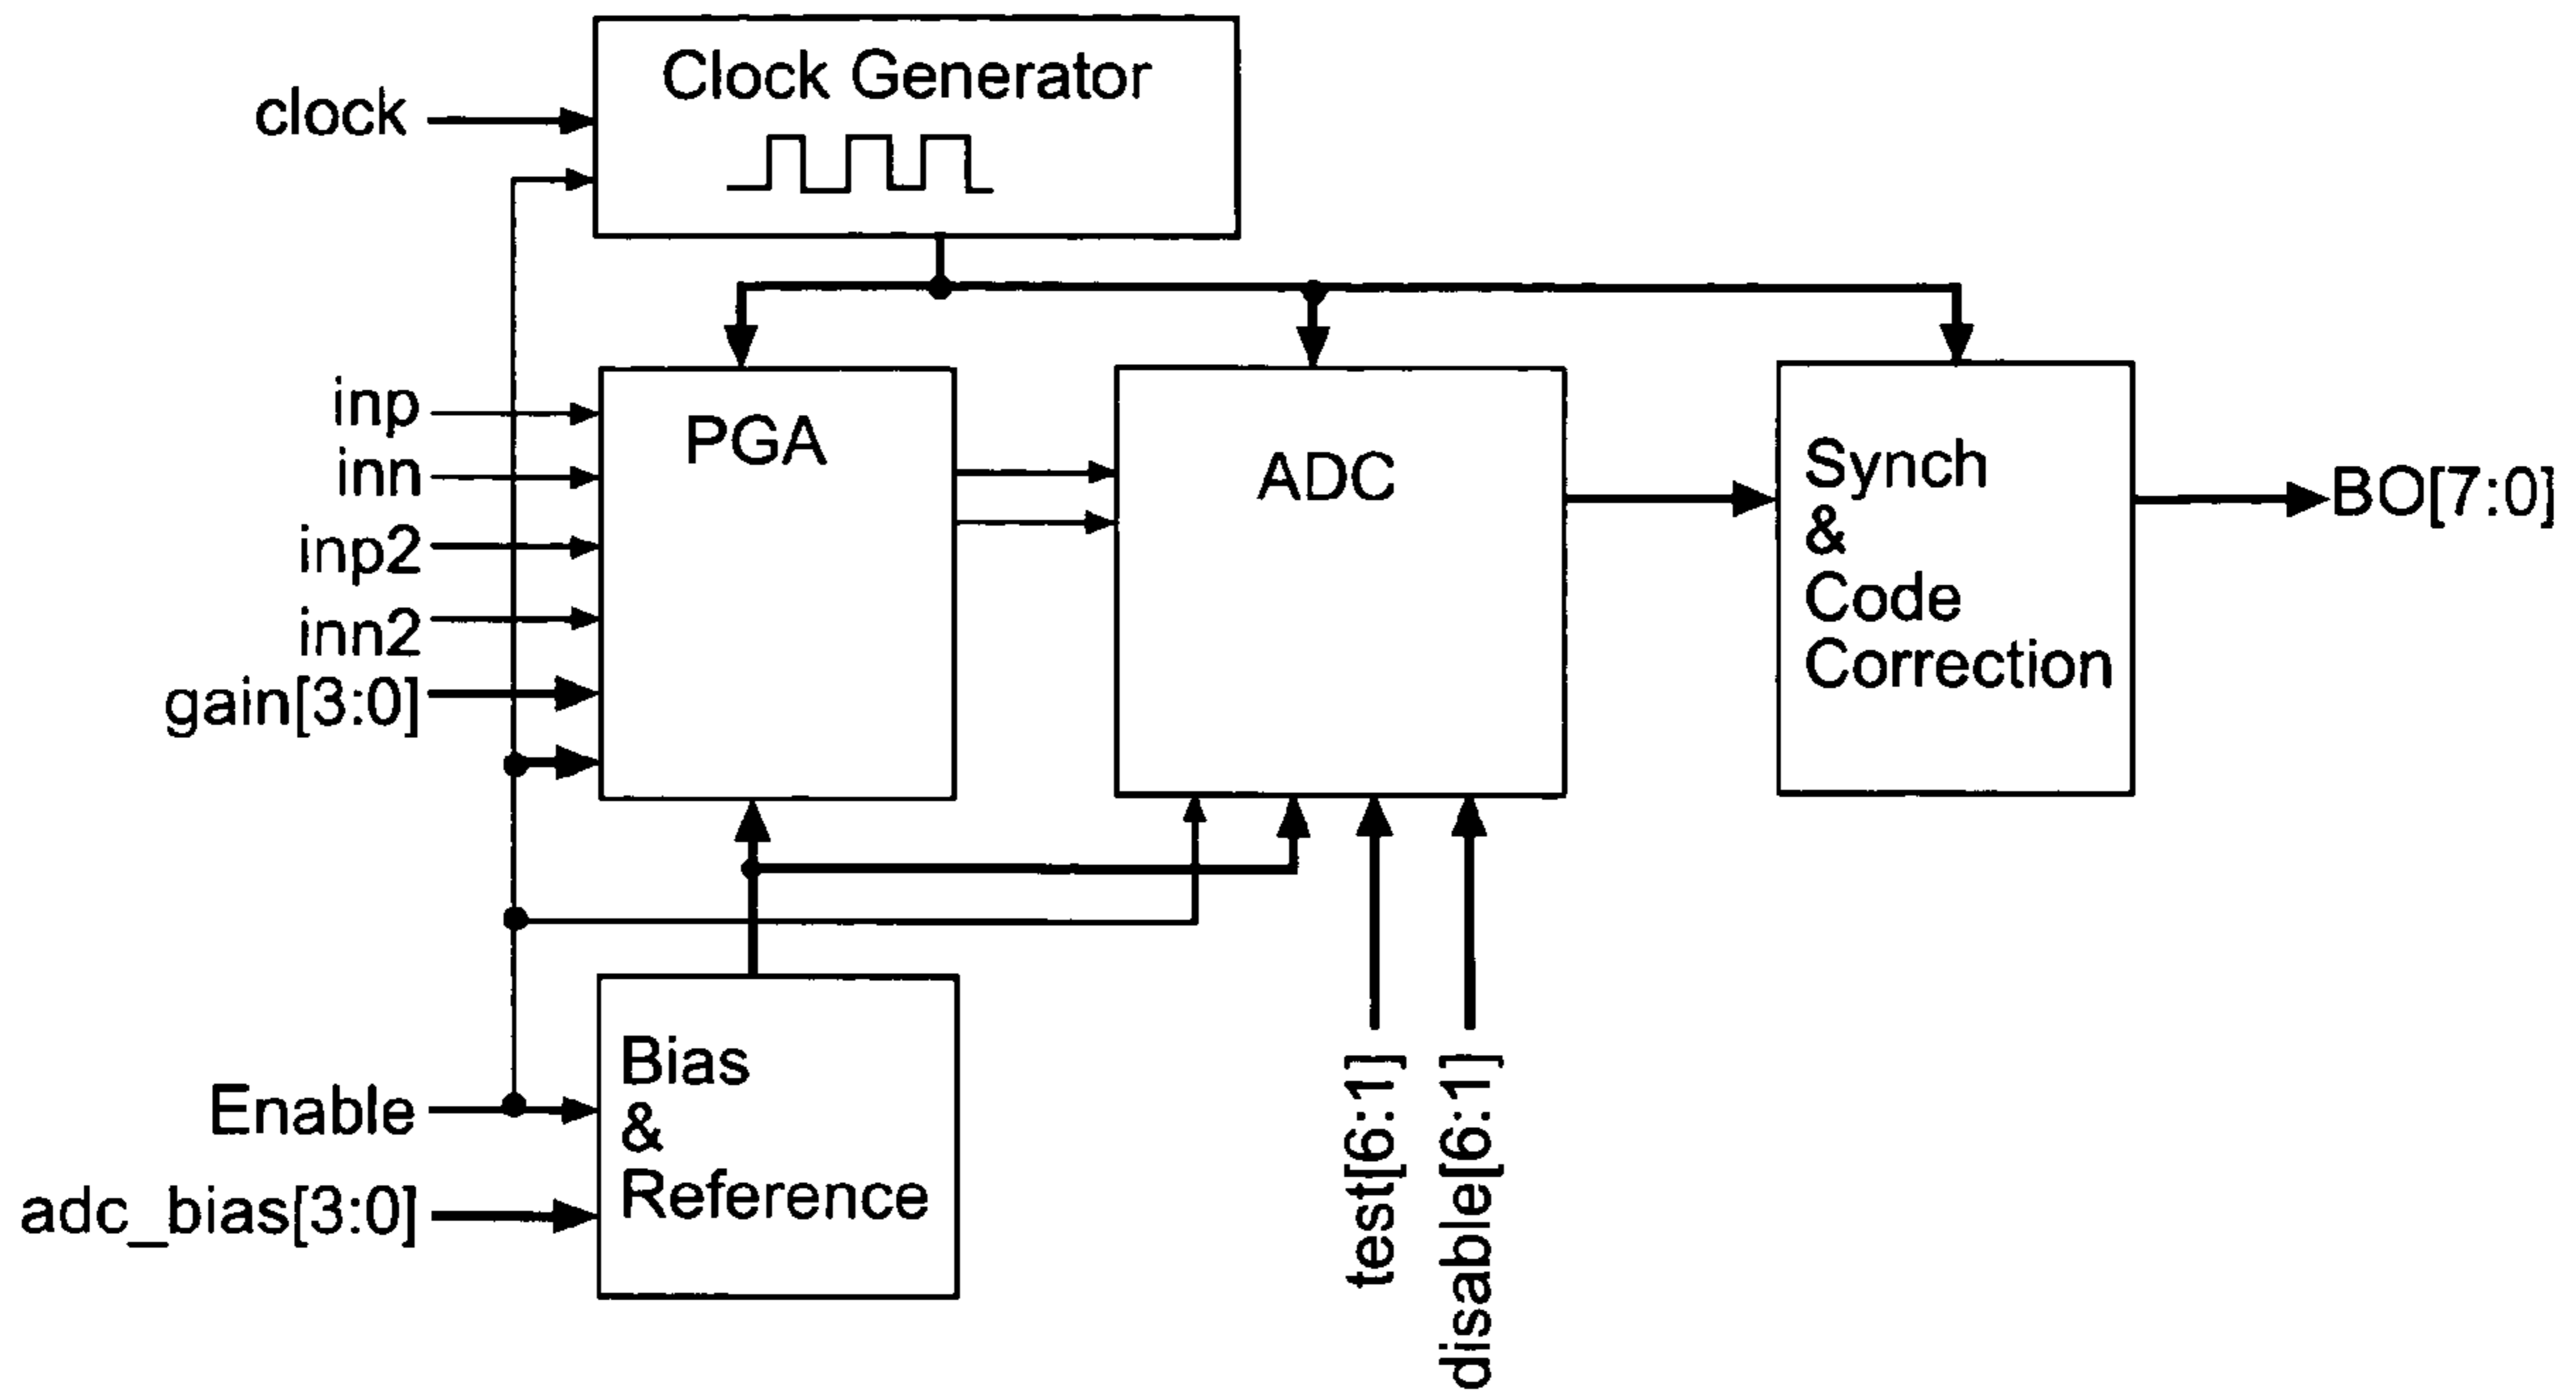 Clock Generator
clock
inp
inn
inp2
inn2
gain[3:0]
PGA
ADC
Synch
&
Code
Correction
BO[7:0]
Enable
adc_bias[3:0]
Bias
&
Reference
test[6:1]
disable[6:1]